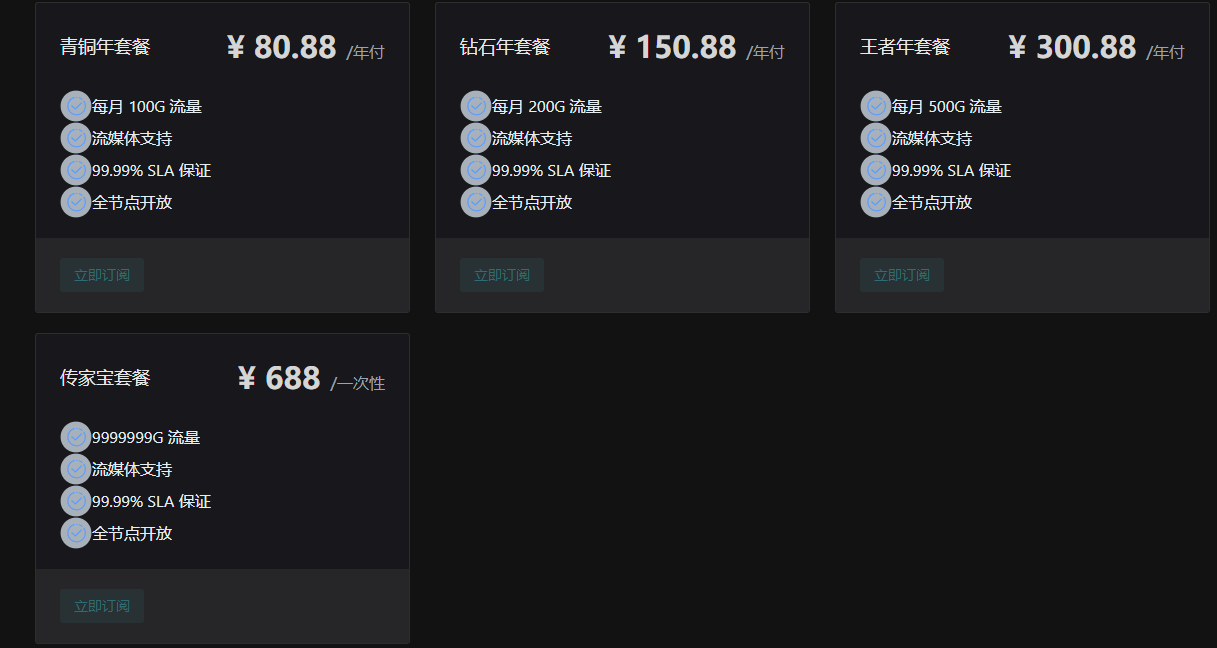 青铜年套餐 ¥ 80.88 /年付
每月 100G 流量
流媒体支持
99.99% SLA 保证
全节点开放
立即订阅
钻石年套餐 ¥ 150.88 /年付
每月 200G 流量
流媒体支持
99.99% SLA 保证
全节点开放
立即订阅
王者年套餐 ¥ 300.88 /年付
每月 500G 流量
流媒体支持
99.99% SLA 保证
全节点开放
立即订阅
传家宝套餐 ¥ 688 /一次性
9999999G 流量
流媒体支持
99.99% SLA 保证
全节点开放
立即订阅